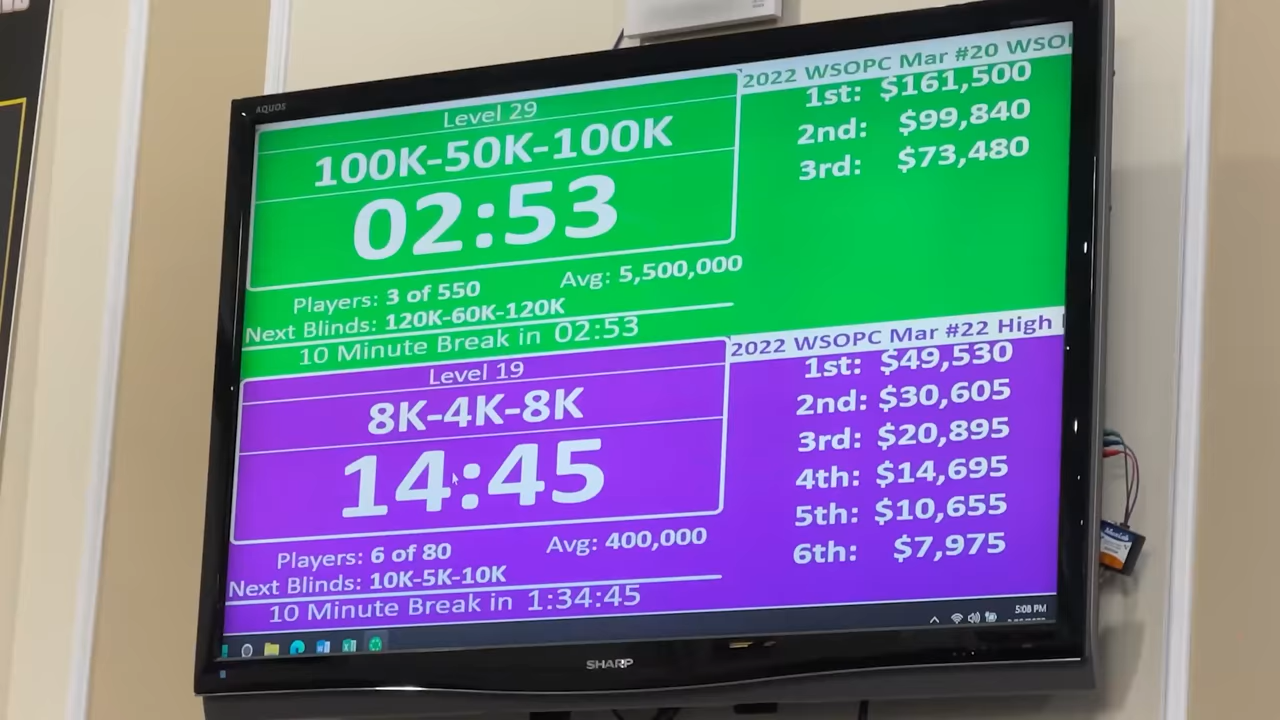 AQUOS
Level 29
100K-50K-100K
02:53
Players: 3 of 550
Avg: 5,500,000
Next Blinds: 120K-60K-120K
10 Minute Break in 02:53
2022 WSOPC Mar #20
1st: $161,500
2nd: $99,840
3rd: $73,480
Level 19
8K-4K-8K
14:45
Players: 6 of 80
Avg: 400,000
Next Blinds: 10K-5K-10K
10 Minute Break in 1:34:45
2022 WSOPC Mar #22 High
1st: $49,530
2nd: $30,605
3rd: $20,895
4th: $14,695
5th: $10,655
6th: $7,975
5:08 PM
SHARP